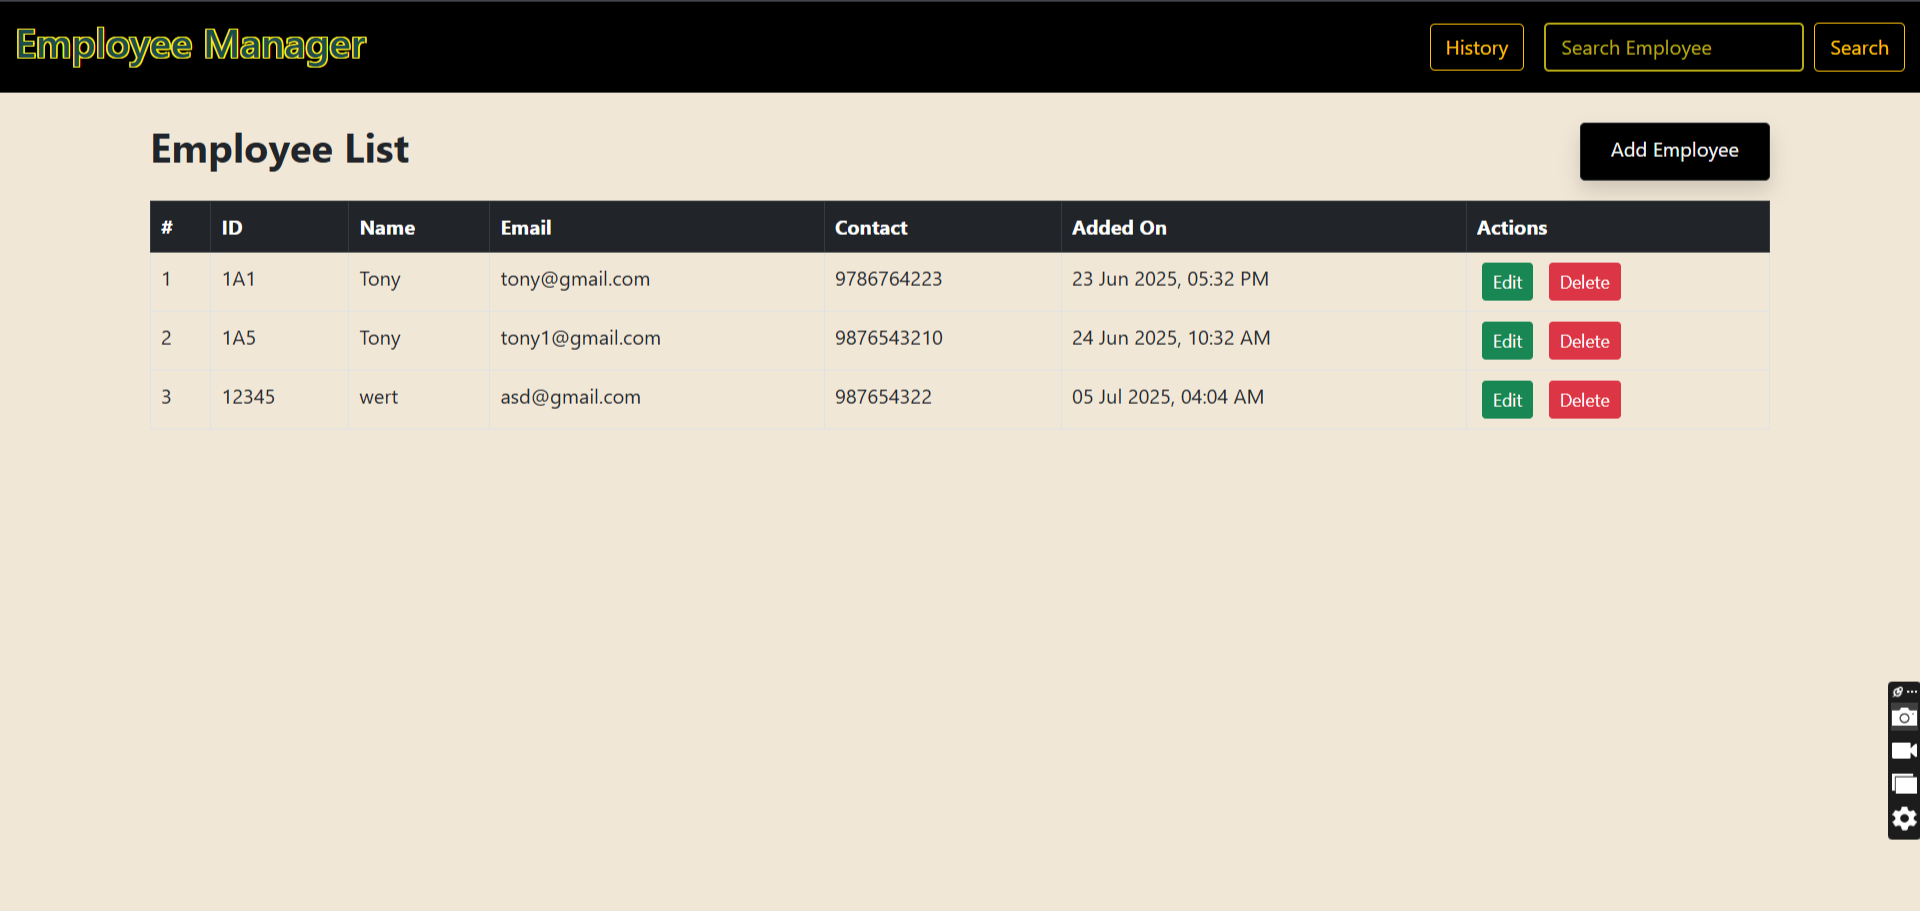 Employee Manager
History
Search Employee
Search
Employee List
Add Employee
# ID Name Email Contact Added On Actions
1 1A1 Tony tony@gmail.com 9786764223 23 Jun 2025, 05:32 PM Edit Delete
2 1A5 Tony tony1@gmail.com 9876543210 24 Jun 2025, 10:32 AM Edit Delete
3 12345 wert asd@gmail.com 987654322 05 Jul 2025, 04:04 AM Edit Delete